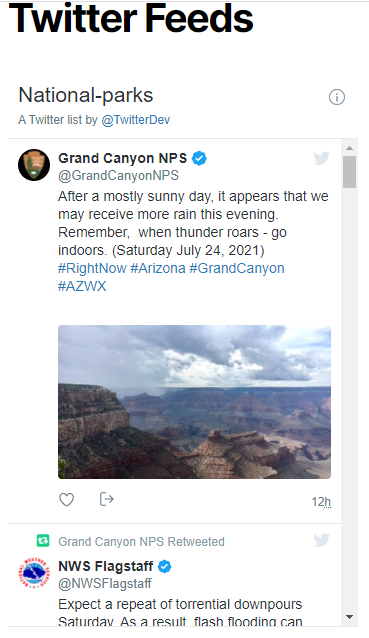 Twitter Feeds
National-parks
A Twitter list by @TwitterDev
Grand Canyon NPS
@GrandCanyonNPS
After a mostly sunny day, it appears that we
may receive more rain this evening.
Remember,  when thunder roars - go
indoors. (Saturday July 24, 2021)
#RightNow #Arizona #GrandCanyon
#AZWX
12h
Grand Canyon NPS Retweeted
NWS Flagstaff
@NWSFlagstaff
Expect a repeat of torrential downpours
Saturday. As a result, flash flooding can